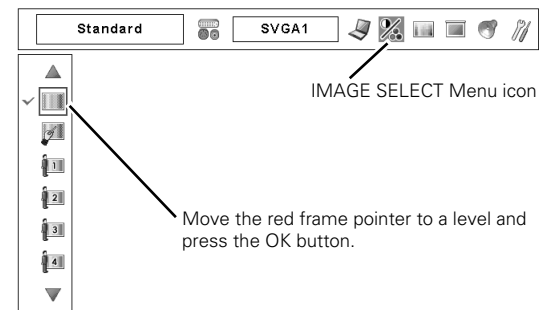 Standard
SVGA1
IMAGE SELECT Menu icon
Move the red frame pointer to a level and
press the OK button.
1
2
3
4